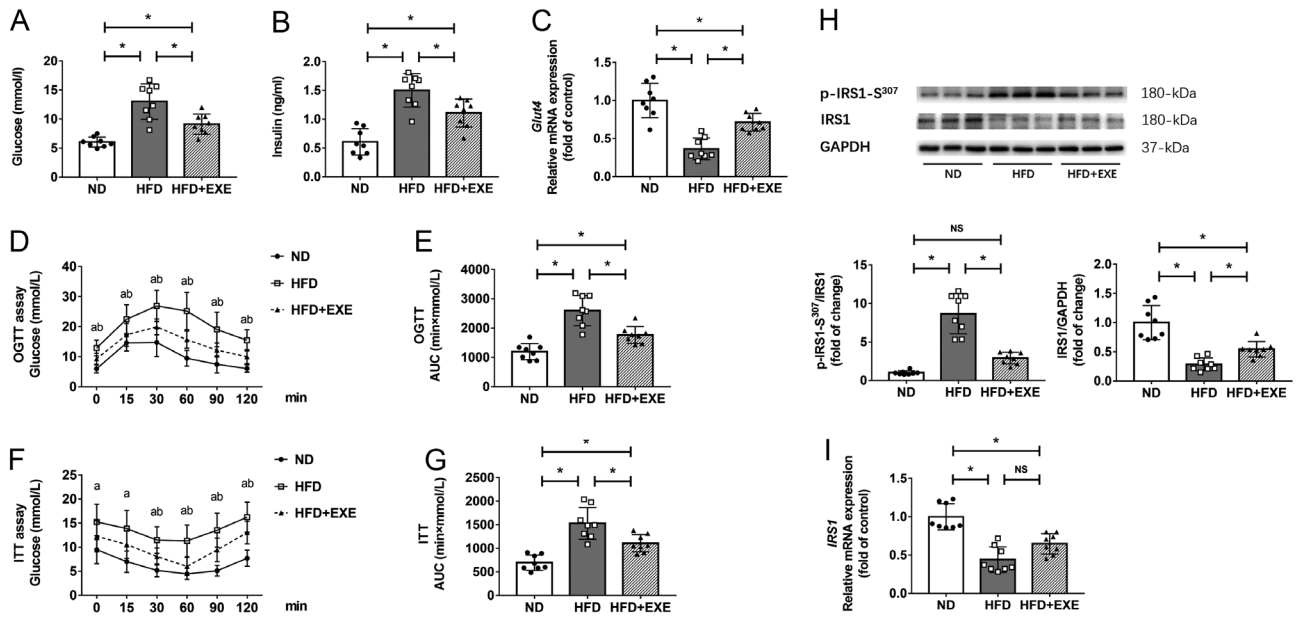 A
Glucose (mmol/l)
20
15
10
5
0
*
*
*
ND
HFD
HFD+EXE
B
Insulin (ng/ml)
2.0
1.5
1.0
0.5
0.0
*
*
*
ND
HFD
HFD+EXE
C
Glut4
Relative mRNA expression
(fold of control)
1.5
1.0
0.5
0.0
*
*
*
ND
HFD
HFD+EXE
H
p-IRS1-S307
180-kDa
IRS1
180-kDa
GAPDH
37-kDa
ND
HFD
HFD+EXE
D
OGTT assay
Glucose (mmol/L)
40
30
20
10
0
ab
ab
ab
ab
ab
ab
0
15
30
60
90
120
min
ND
HFD
HFD+EXE
E
OGTT
AUC (min×mmol/L)
4000
3000
2000
1000
0
*
*
*
ND
HFD
HFD+EXE
p-IRS1-S307/IRS1
(fold of change)
15
10
5
0
NS
*
*
ND
HFD
HFD+EXE
IRS1/GAPDH
(fold of change)
2.0
1.5
1.0
0.5
0.0
*
*
*
ND
HFD
HFD+EXE
F
ITT assay
Glucose (mmol/L)
25
20
15
10
5
0
a
a
ab
ab
ab
ab
0
15
30
60
90
120
min
ND
HFD
HFD+EXE
G
ITT
AUC (min×mmol/L)
2500
2000
1500
1000
500
0
*
*
*
ND
HFD
HFD+EXE
I
IRS1
Relative mRNA expression
(fold of control)
1.5
1.0
0.5
0.0
*
*
NS
ND
HFD
HFD+EXE